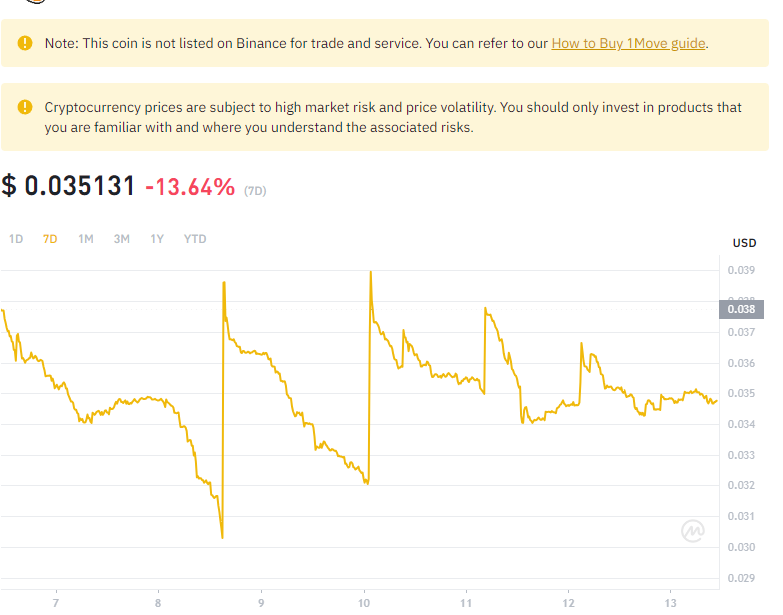 Note: This coin is not listed on Binance for trade and service. You can refer to our How to Buy 1Move guide.
Cryptocurrency prices are subject to high market risk and price volatility. You should only invest in products that
you are familiar with and where you understand the associated risks.
$ 0.035131 -13.64% (7D)
1D 7D 1M 3M 1Y YTD
USD
0.039
0.038
0.037
0.036
0.035
0.034
0.033
0.032
0.031
0.030
0.029
7 8 9 10 11 12 13